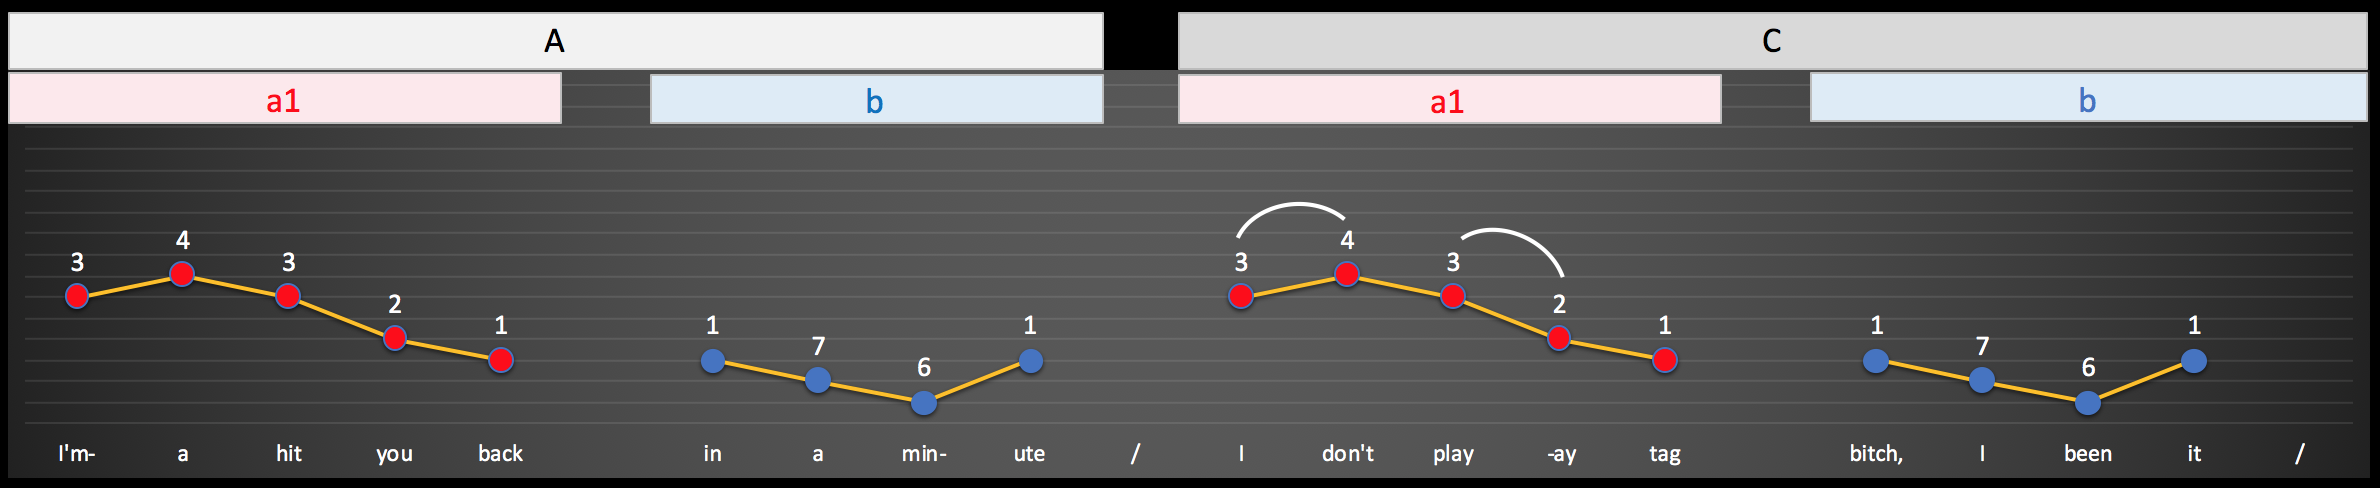 A C
a1 b a1 b
3 4 3 2 1 1 7 6 1 3 4 3 2 1 1 7 6 1
I'm- a hit you back in a min- ute / I don't play -ay tag bitch, I been it /